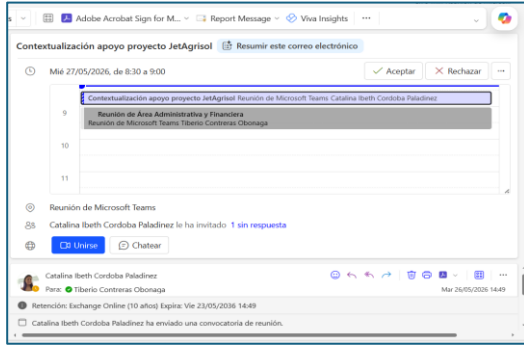 Adobe Acrobat Sign for M... Report Message Viva Insights ...
Contextualización apoyo proyecto JetAgrisol Resumir este correo electrónico
Mié 27/05/2026, de 8:30 a 9:00 Aceptar Rechazar ...
Contextualización apoyo proyecto JetAgrisol Reunión de Microsoft Teams Catalina Ibeth Cordoba Paladinez
9 Reunión de Área Administrativa y Financiera
Reunión de Microsoft Teams Tiberio Contreras Obonaga
10
11
Reunión de Microsoft Teams
Catalina Ibeth Cordoba Paladinez le ha invitado 1 sin respuesta
Unirse Chatear
Catalina Ibeth Cordoba Paladinez
Para: Tiberio Contreras Obonaga Mar 26/05/2026 14:49
Retención: Exchange Online (10 años) Expira: Vie 23/05/2036 14:49
Catalina Ibeth Cordoba Paladinez ha enviado una convocatoria de reunión.